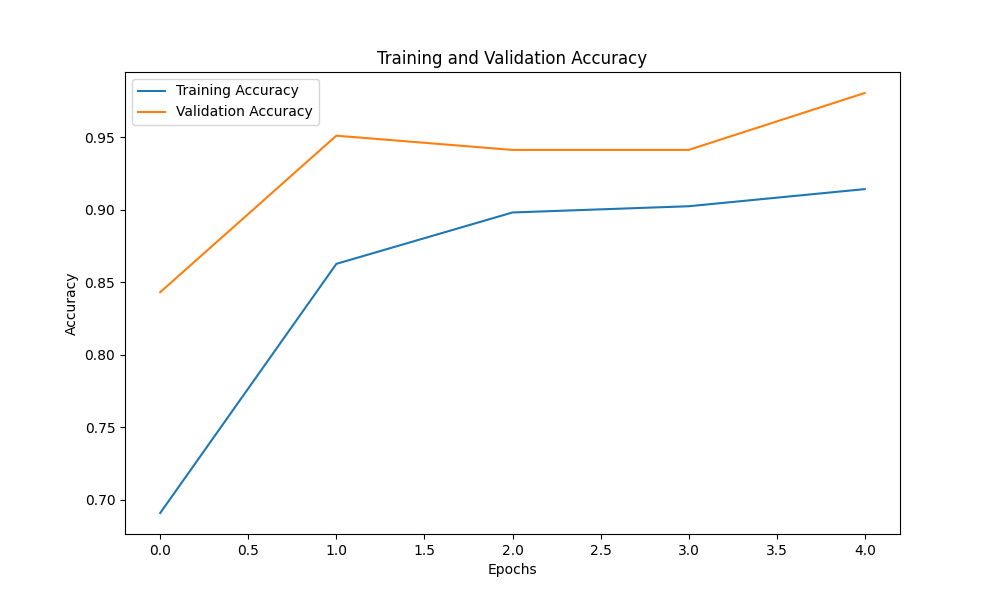 Training and Validation Accuracy
Training Accuracy
Validation Accuracy
0.95
0.90
0.85
0.80
0.75
0.70
Accuracy
0.0 0.5 1.0 1.5 2.0 2.5 3.0 3.5 4.0
Epochs